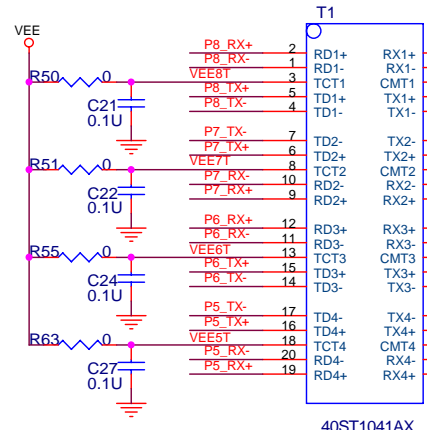 T1
VEE
P8_RX+ 2 RD1+ RX1+
P8_RX- 1 RD1- RX1-
R50 0 VEE8T 3 TCT1 CMT1
P8_TX+ 5 TD1+ TX1+
P8_TX- 4 TD1- TX1-
C21
0.1U
P7_TX- 7 TD2- TX2-
P7_TX+ 6 TD2+ TX2+
R51 0 VEE7T 8 TCT2 CMT2
P7_RX- 10 RD2- RX2-
P7_RX+ 9 RD2+ RX2+
C22
0.1U
P6_RX+ 12 RD3+ RX3+
P6_RX- 11 RD3- RX3-
R55 0 VEE6T 13 TCT3 CMT3
P6_TX+ 15 TD3+ TX3+
P6_TX- 14 TD3- TX3-
C24
0.1U
P5_TX- 17 TD4- TX4-
P5_TX+ 16 TD4+ TX4+
R63 0 VEE5T 18 TCT4 CMT4
P5_RX- 20 RD4- RX4-
P5_RX+ 19 RD4+ RX4+
C27
0.1U
40ST1041AX